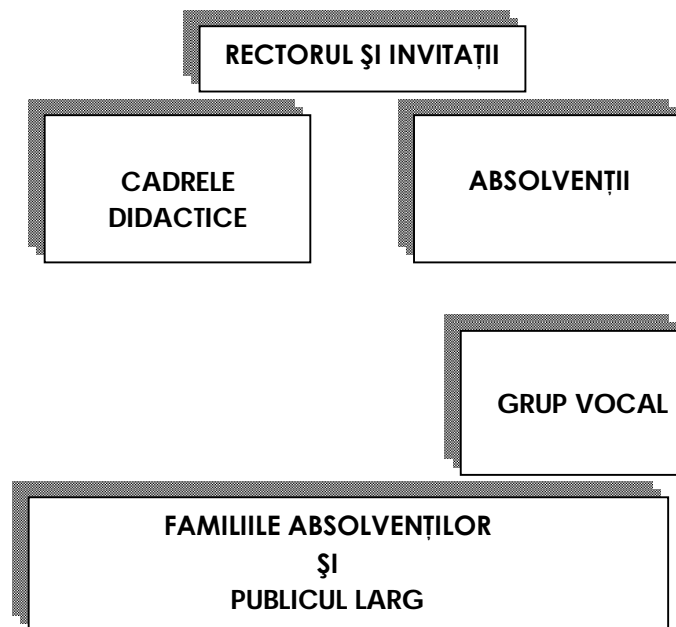 RECTORUL ŞI INVITAȚII
CADRELE
DIDACTICE
ABSOLVENȚII
GRUP VOCAL
FAMILIILE ABSOLVENȚILOR
ŞI
PUBLICUL LARG